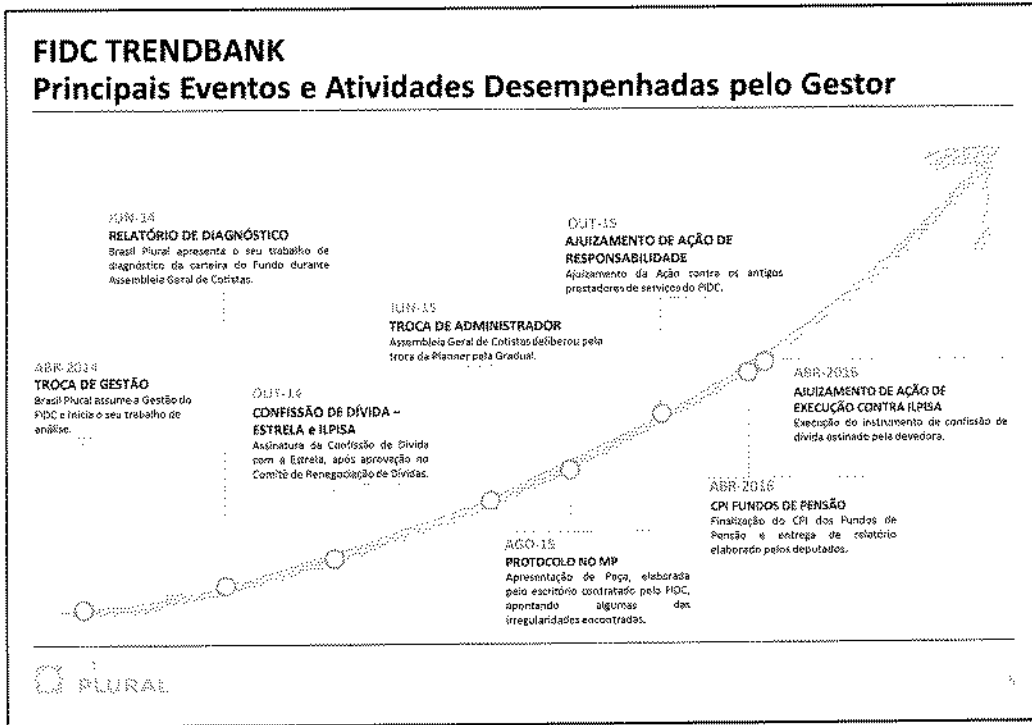 FIDC TRENDBANK
Principais Eventos e Atividades Desempenhadas pelo Gestor
JUN-14
RELATÓRIO DE DIAGNÓSTICO
Brasil Plural apresenta o seu trabalho de
diagnóstico da carteira do Fundo durante
Assembleia Geral de Cotistas.
OUT-15
AJUIZAMENTO DE AÇÃO DE
RESPONSABILIDADE
Ajuizamento da Ação contra os antigos
prestadores de serviços do FIDC.
JUN-15
TROCA DE ADMINISTRADOR
Assembleia Geral de Cotistas deliberou pela
troca da Planner pela Gradual.
ABR-2014
TROCA DE GESTÃO
Brasil Plural assume a Gestão do
FIDC e inicia o seu trabalho de
análise.
OUT-14
CONFISSÃO DE DÍVIDA –
ESTRELA e ILPISA
Assinatura da Confissão de Dívida
com a Estrela, após aprovação no
Comitê de Renegociação de Dívidas.
ABR-2016
AJUIZAMENTO DE AÇÃO DE
EXECUÇÃO CONTRA ILPISA
Execução do instrumento de confissão de
dívida assinado pela devedora.
ABR-2016
CPI FUNDOS DE PENSÃO
Finalização do CPI dos Fundos de
Pensão e entrega de relatório
elaborado pelos deputados.
AGO-15
PROTOCOLO NO MP
Apresentação de Peça, elaborada
pelo escritório contratado pelo FIDC,
apontando algumas das
irregularidades encontradas.
PLURAL